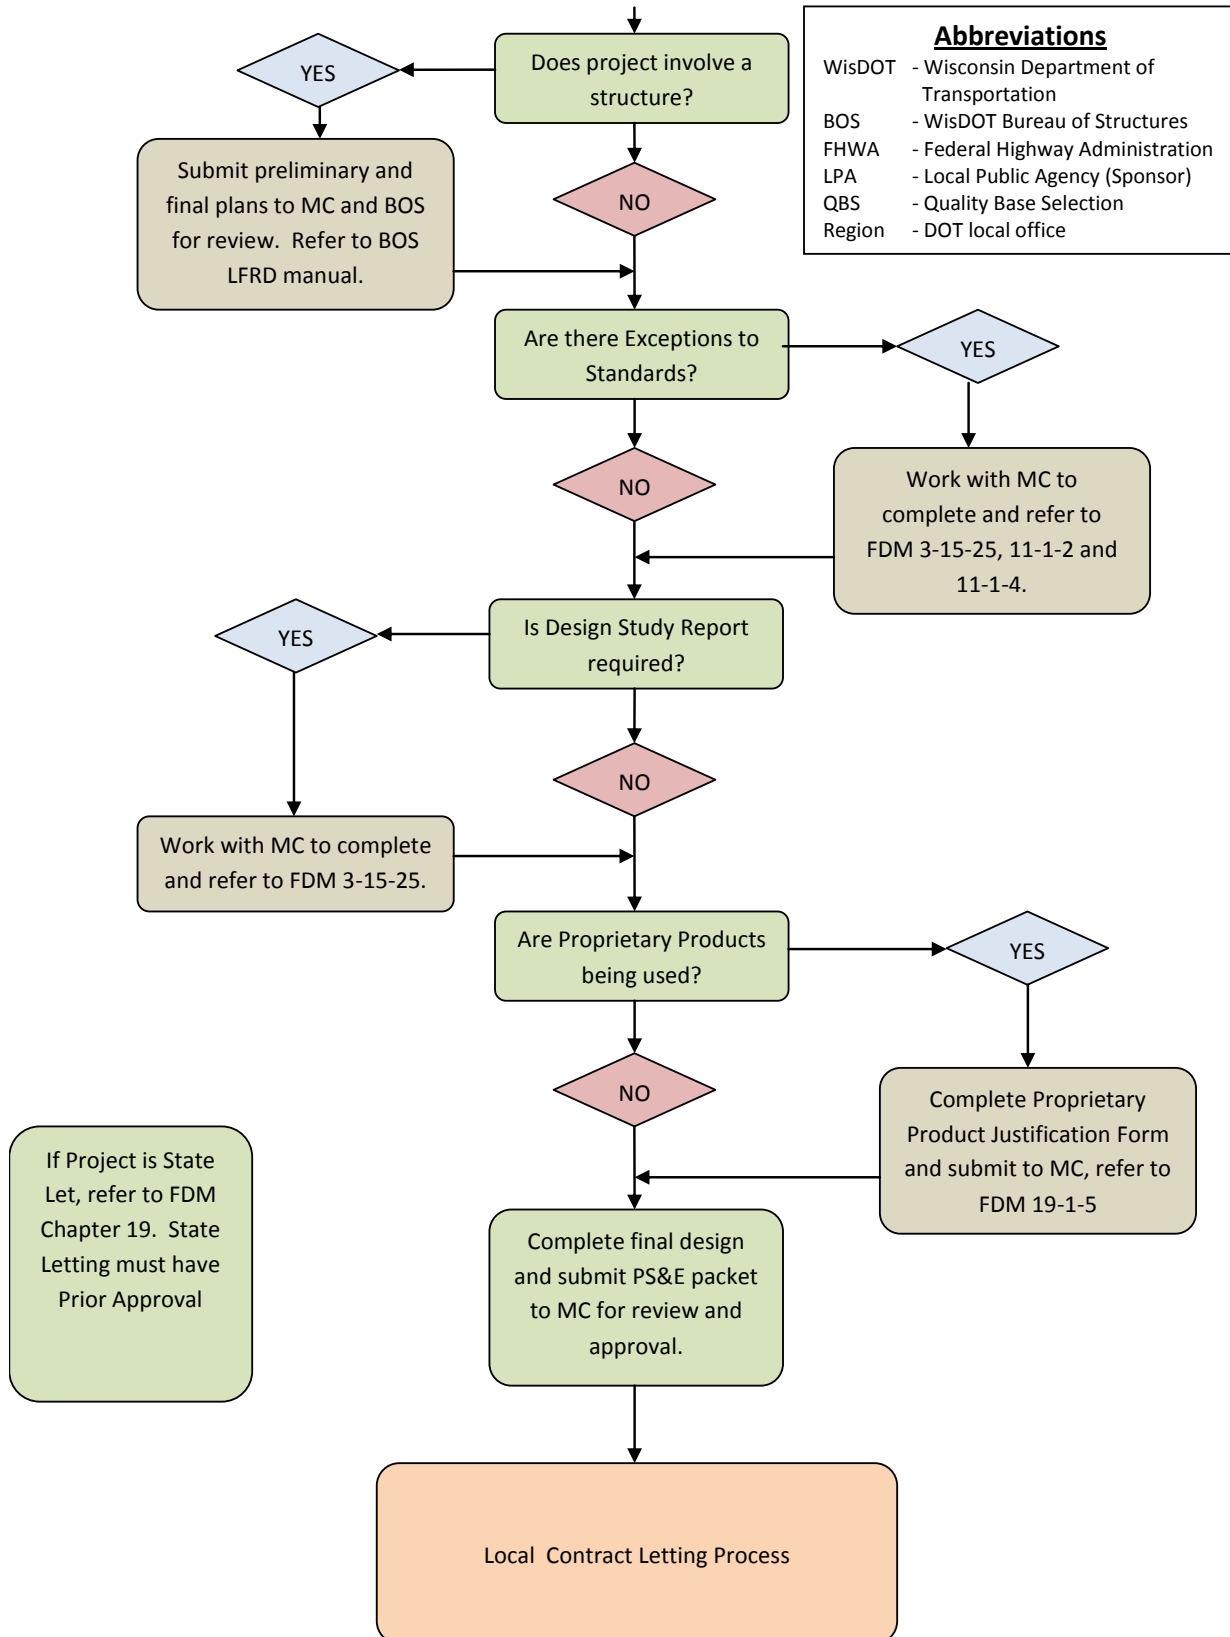 Abbreviations
WisDOT - Wisconsin Department of
Transportation
BOS - WisDOT Bureau of Structures
FHWA - Federal Highway Administration
LPA - Local Public Agency (Sponsor)
QBS - Quality Base Selection
Region - DOT local office
Does project involve a
structure?
YES
Submit preliminary and
final plans to MC and BOS
for review. Refer to BOS
LFRD manual.
NO
Are there Exceptions to
Standards?
YES
Work with MC to
complete and refer to
FDM 3-15-25, 11-1-2 and
11-1-4.
NO
Is Design Study Report
required?
YES
Work with MC to complete
and refer to FDM 3-15-25.
NO
Are Proprietary Products
being used?
YES
Complete Proprietary
Product Justification Form
and submit to MC, refer to
FDM 19-1-5
NO
If Project is State
Let, refer to FDM
Chapter 19. State
Letting must have
Prior Approval
Complete final design
and submit PS&E packet
to MC for review and
approval.
Local Contract Letting Process